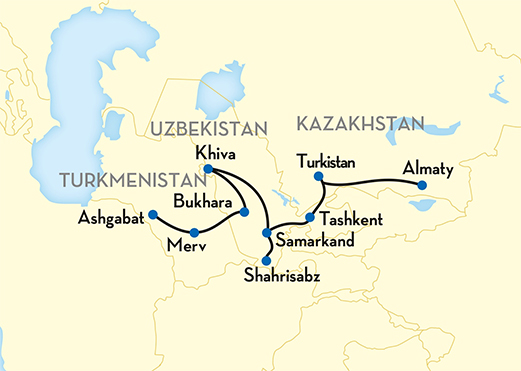 UZBEKISTAN
KAZAKHSTAN
Khiva
Turkistan
Almaty
TURKMENISTAN
Bukhara
Ashgabat
Tashkent
Merv
Samarkand
Shahrisabz